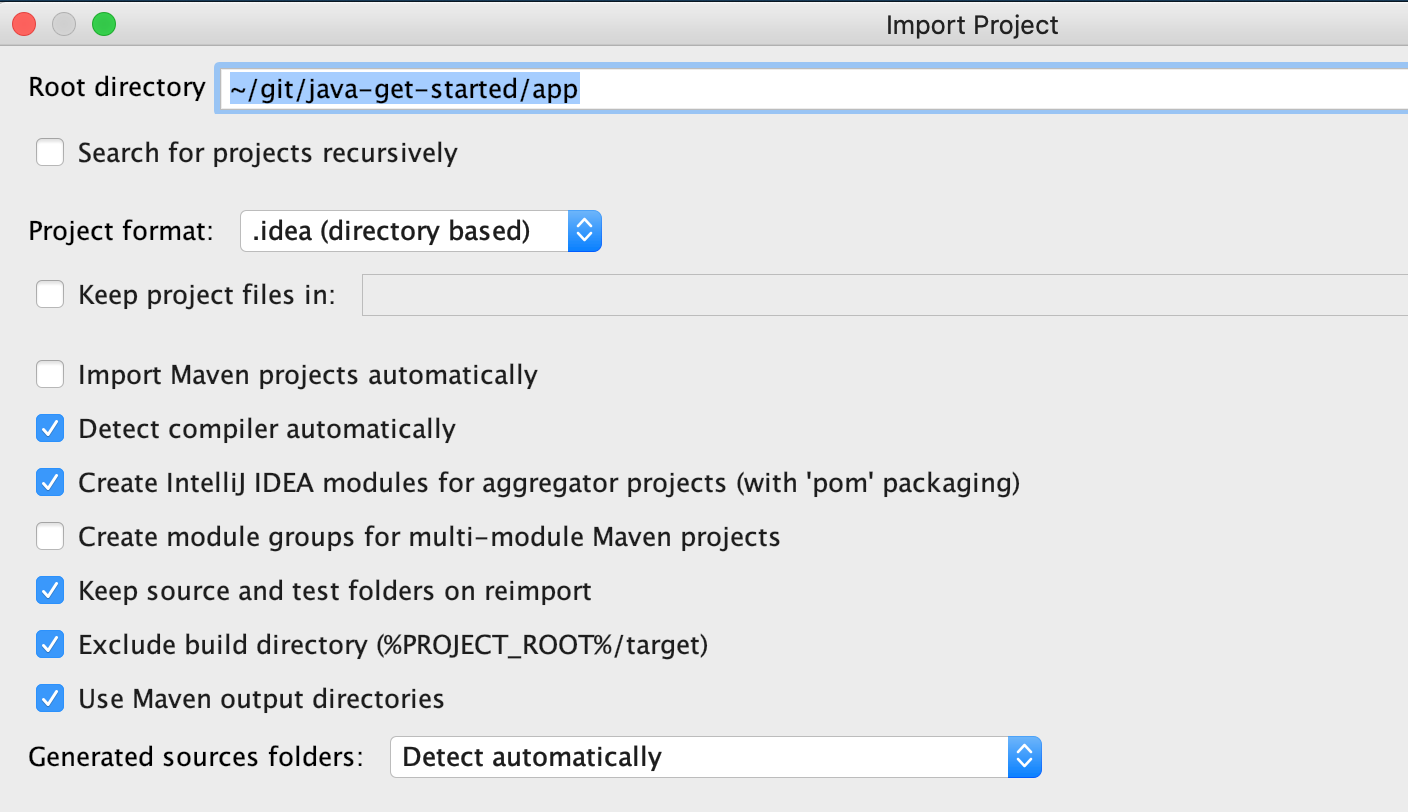 Import Project
Root directory ~/git/java-get-started/app
Search for projects recursively
Project format: .idea (directory based)
Keep project files in:
Import Maven projects automatically
Detect compiler automatically
Create IntelliJ IDEA modules for aggregator projects (with 'pom' packaging)
Create module groups for multi-module Maven projects
Keep source and test folders on reimport
Exclude build directory (%PROJECT_ROOT%/target)
Use Maven output directories
Generated sources folders: Detect automatically